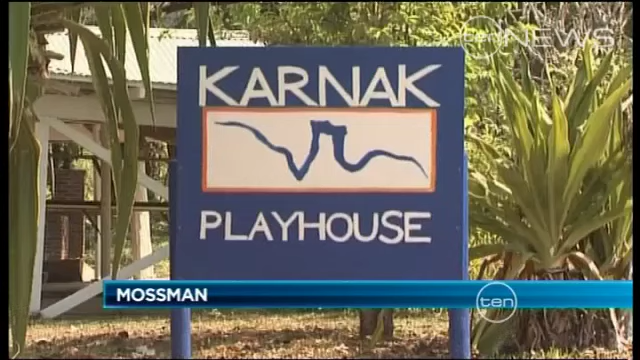 ten NEWS
KARNAK
PLAYHOUSE
MOSSMAN
ten